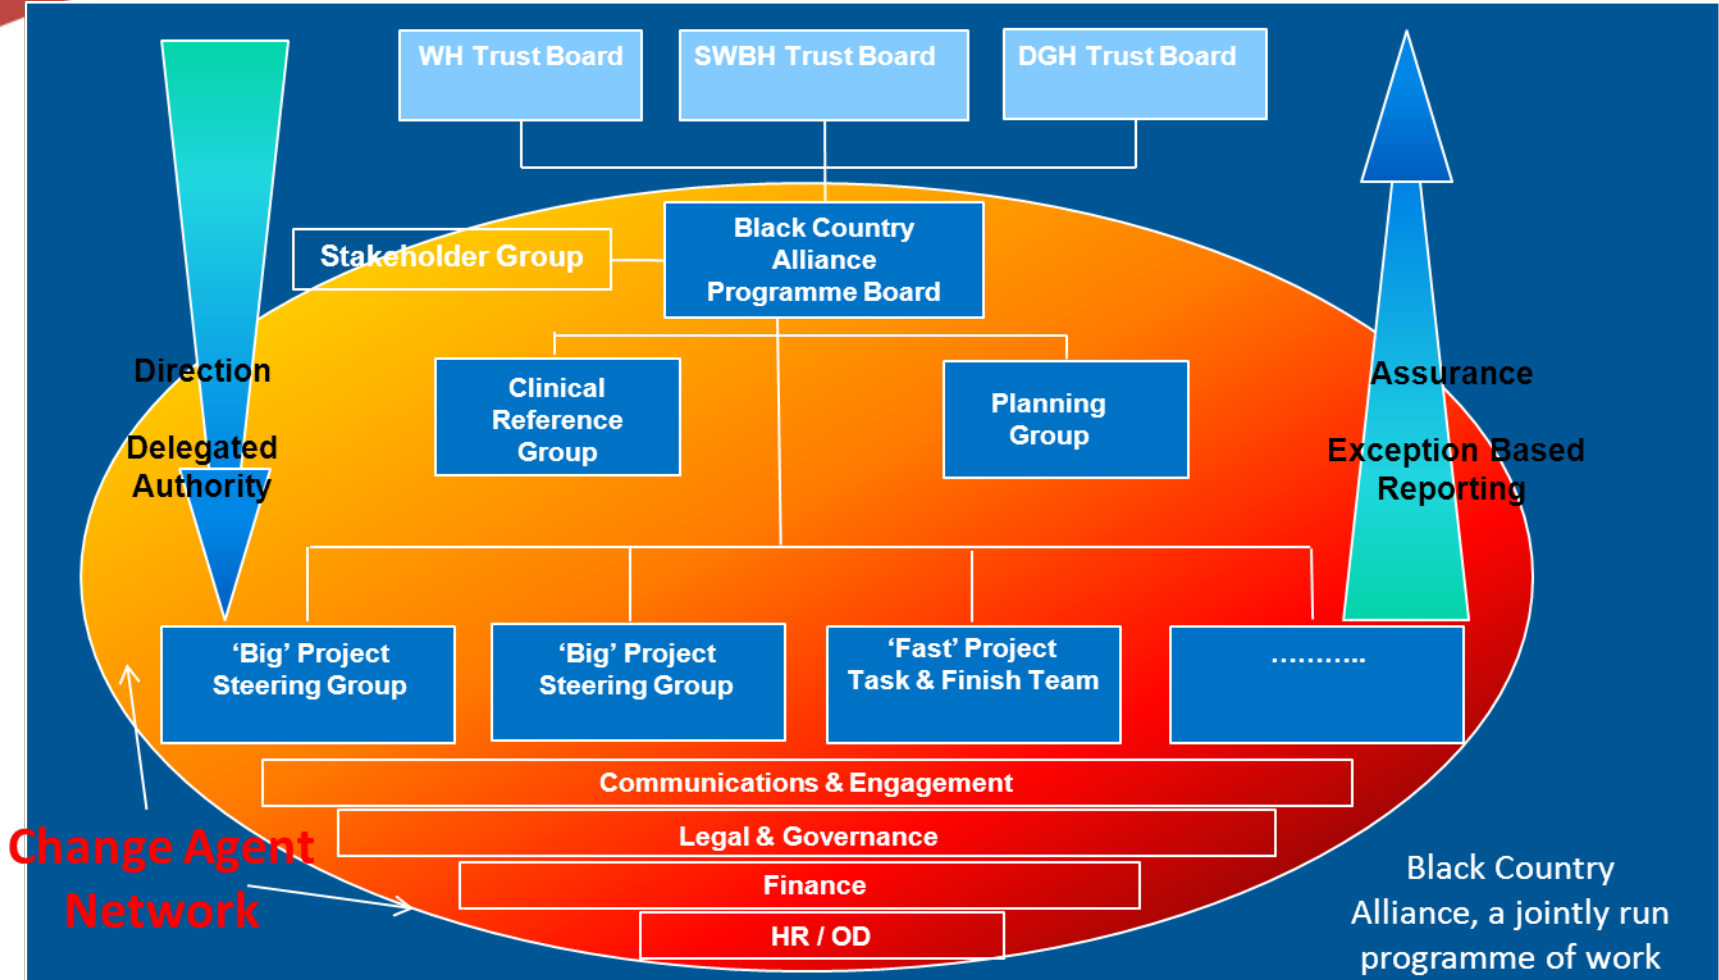 WH Trust Board
SWBH Trust Board
DGH Trust Board
Black Country
Alliance
Programme Board
Stakeholder Group
Direction
Delegated
Authority
Clinical
Reference
Group
Planning
Group
Assurance
Exception Based
Reporting
‘Big’ Project
Steering Group
‘Big’ Project
Steering Group
‘Fast’ Project
Task & Finish Team
………..
Communications & Engagement
Legal & Governance
Finance
HR / OD
Change Agent
Network
Black Country
Alliance, a jointly run
programme of work